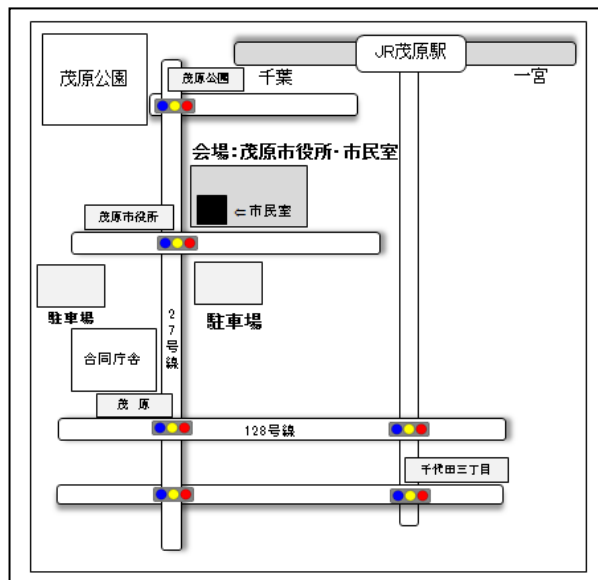 JR茂原駅
茂原公園
千葉
一宮
茂原公園
会場：茂原市役所・市民室
⇐市民室
茂原市役所
駐車場
駐車場
27号線
合同庁舎
茂 原
128号線
千代田三丁目